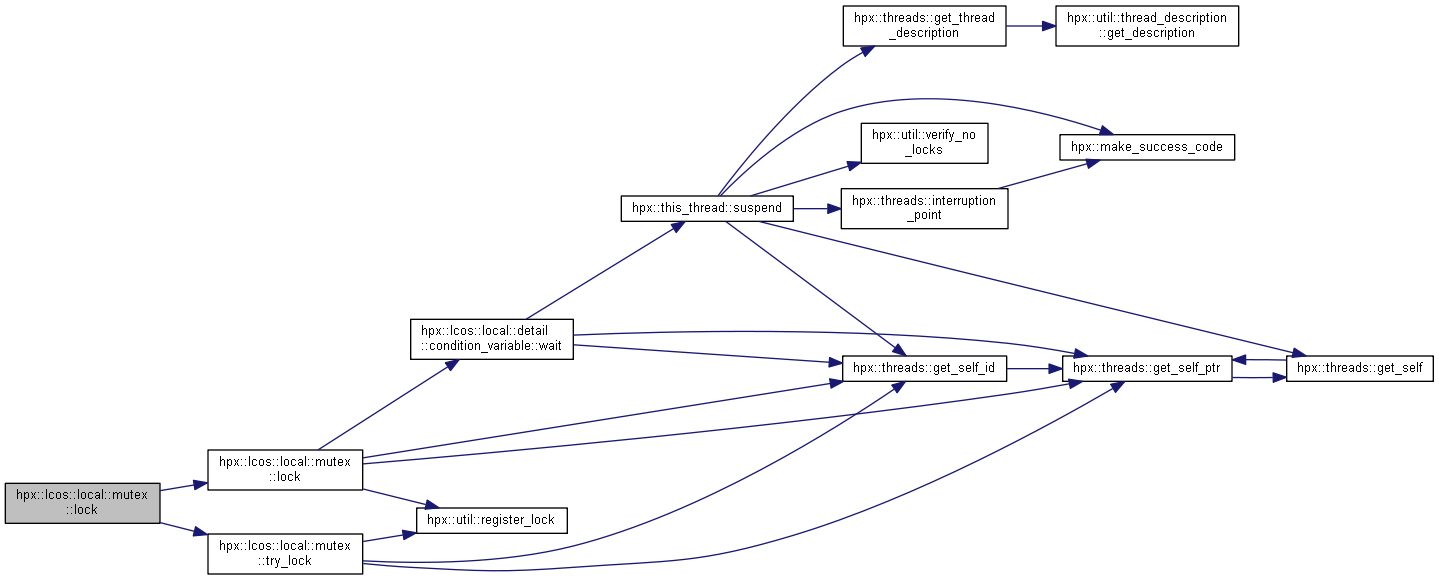 hpx::threads::get_thread
_description
hpx::util::thread_description
::get_description
hpx::util::verify_no
_locks
hpx::make_success_code
hpx::this_thread::suspend
hpx::threads::interruption
_point
hpx::lcos::local::detail
::condition_variable::wait
hpx::threads::get_self_id
hpx::threads::get_self_ptr
hpx::threads::get_self
hpx::lcos::local::mutex
::lock
hpx::lcos::local::mutex
::lock
hpx::util::register_lock
hpx::lcos::local::mutex
::try_lock